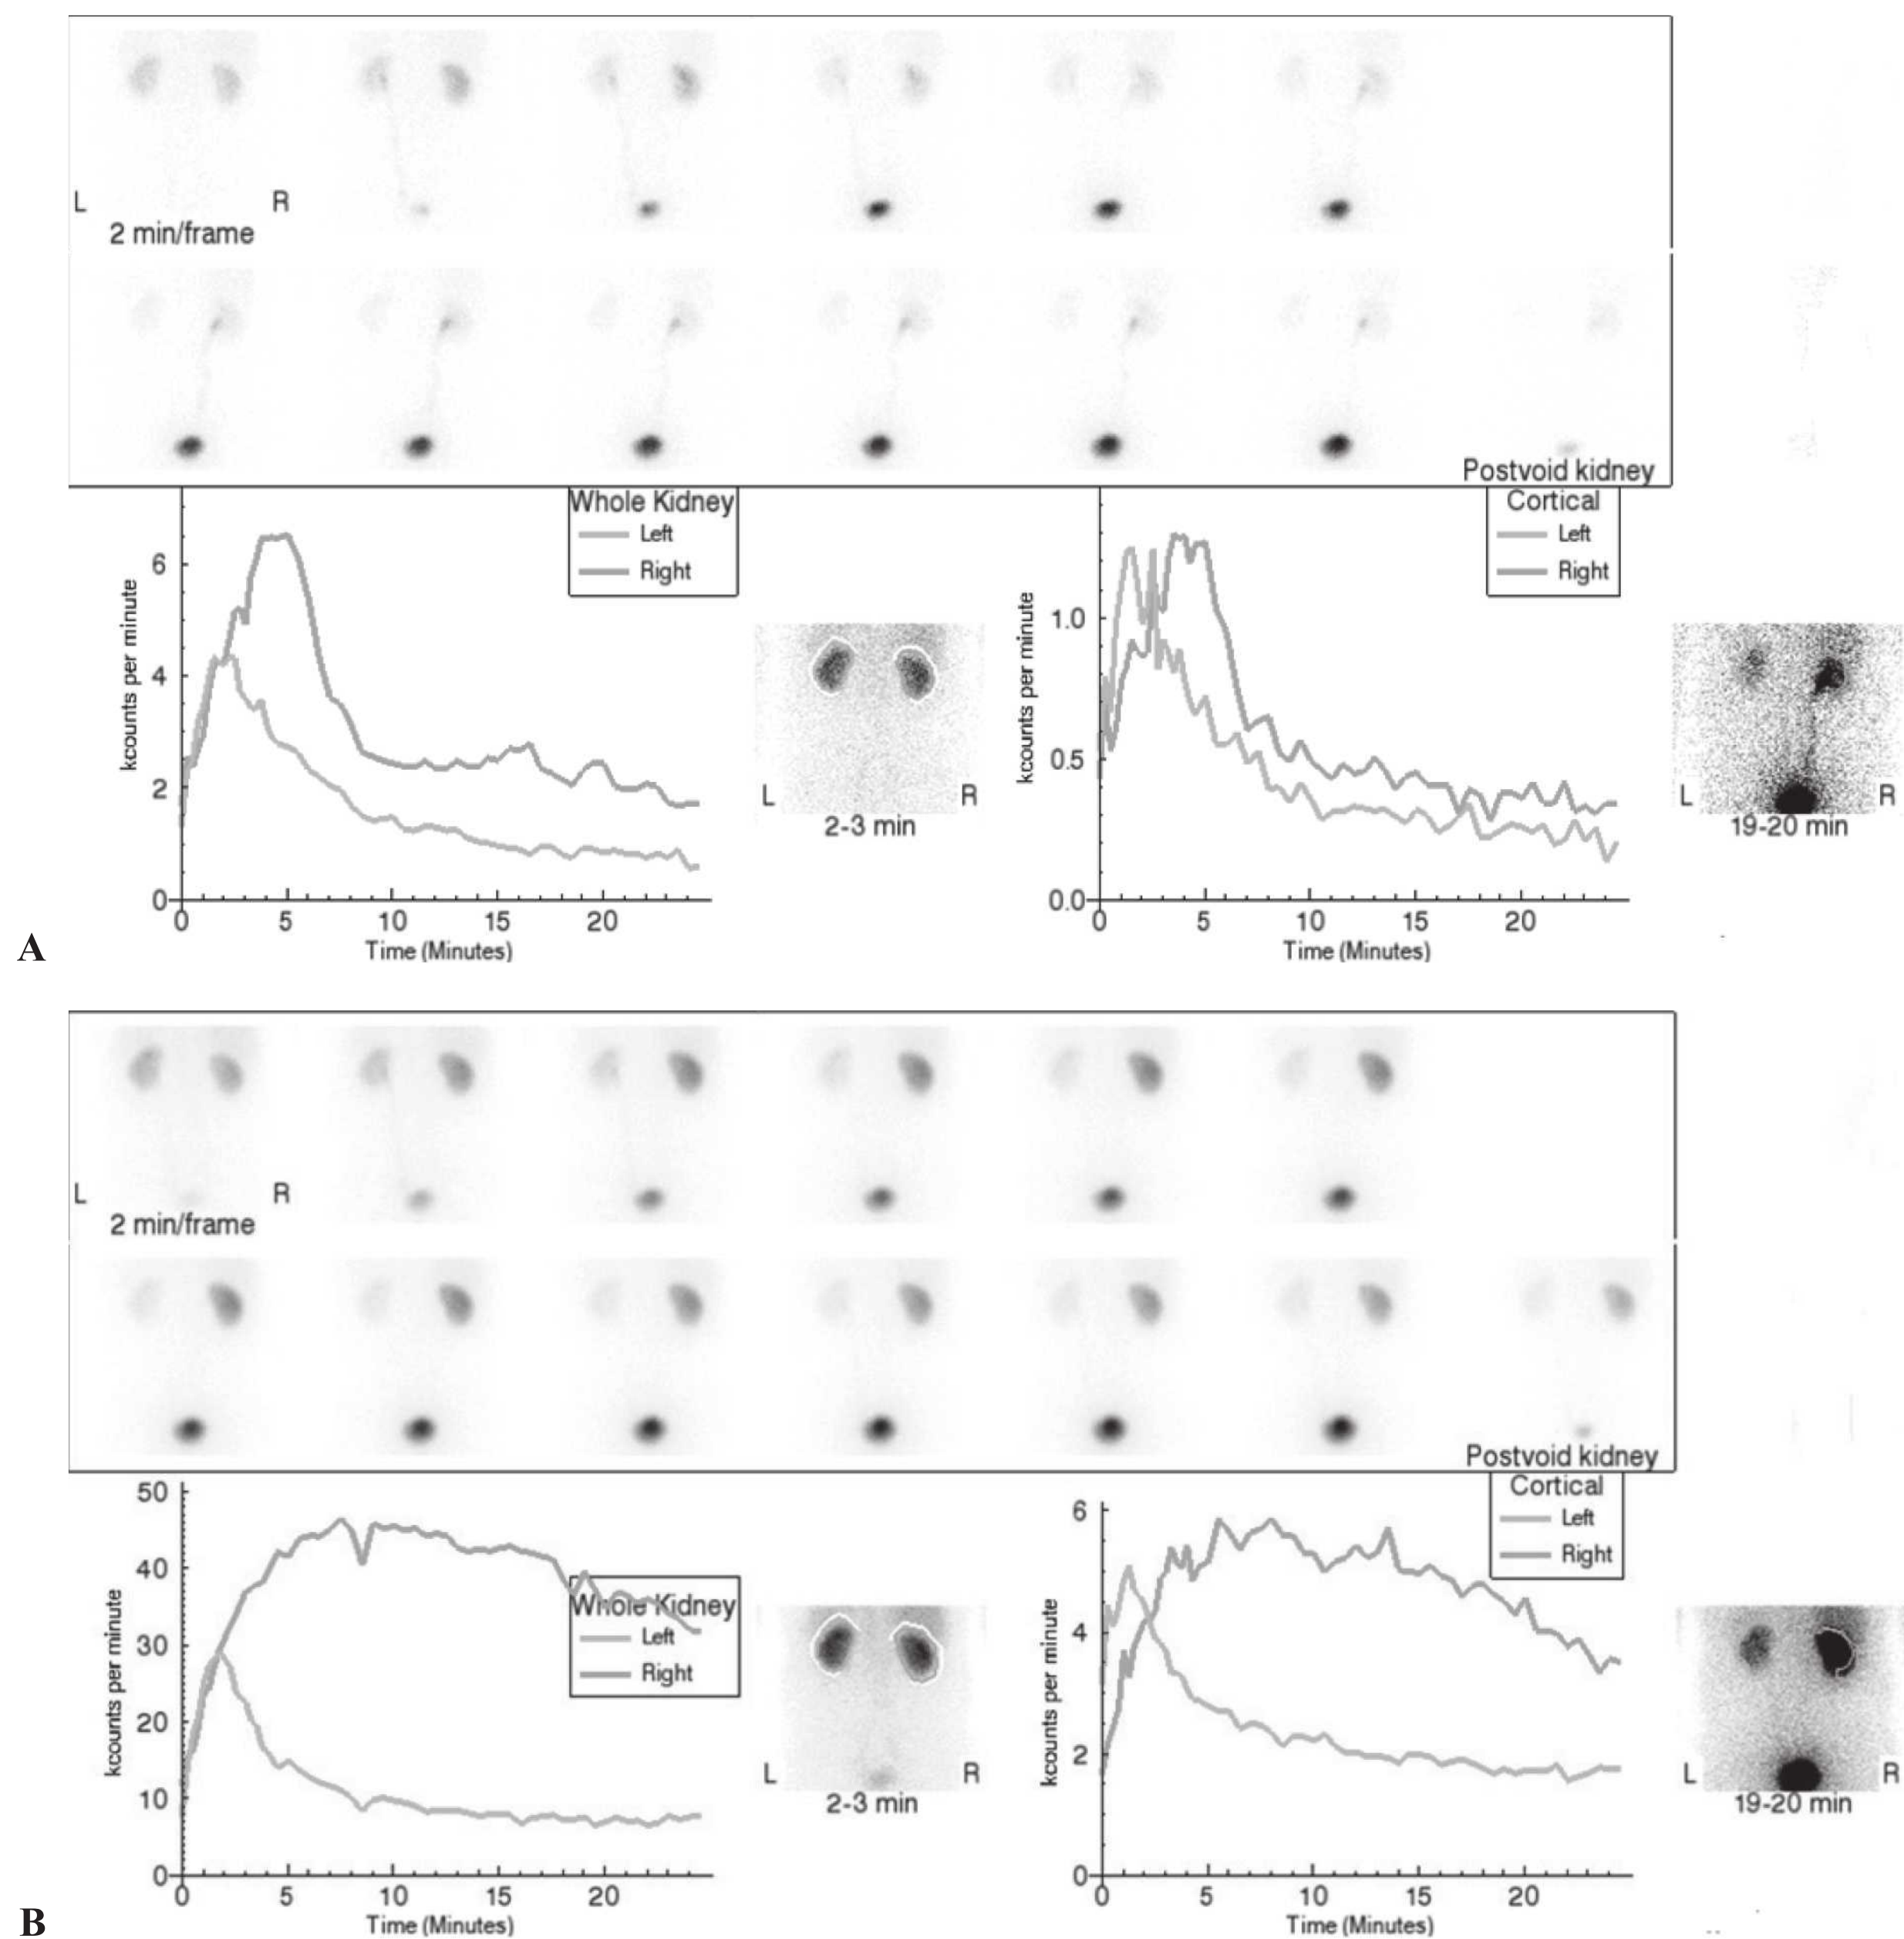 L R
2 min/frame
Postvoid kidney
Whole Kidney
Left
Right
6
4
2
0
kcounts per minute
0 5 10 15 20
Time (Minutes)
L R
2-3 min
Cortical
Left
Right
1.0
0.5
0.0
kcounts per minute
0 5 10 15 20
Time (Minutes)
L R
19-20 min
A
L R
2 min/frame
Postvoid kidney
50
40
30
20
10
0
kcounts per minute
Whole Kidney
Left
Right
0 5 10 15 20
Time (Minutes)
L R
2-3 min
Cortical
Left
Right
6
4
2
0
kcounts per minute
0 5 10 15 20
Time (Minutes)
L R
19-20 min
B